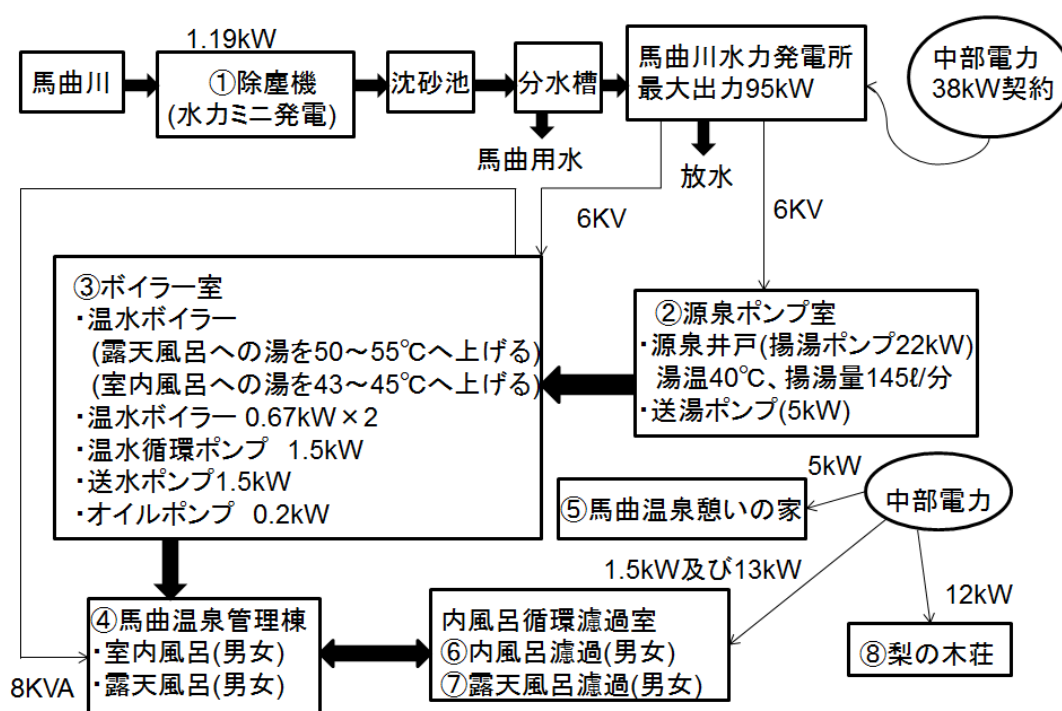 1.19kW
馬曲川
①除塵機
(水力ミニ発電)
沈砂池
分水槽
馬曲川水力発電所
最大出力95kW
中部電力
38kW契約
馬曲用水
放水
6KV
6KV
③ボイラー室
・温水ボイラー
(露天風呂への湯を50～55℃へ上げる)
(室内風呂への湯を43～45℃へ上げる)
・温水ボイラー 0.67kW×2
・温水循環ポンプ 1.5kW
・送水ポンプ1.5kW
・オイルポンプ 0.2kW
②源泉ポンプ室
・源泉井戸(揚湯ポンプ22kW)
湯温40℃、揚湯量145ℓ/分
・送湯ポンプ(5kW)
5kW
中部電力
⑤馬曲温泉憩いの家
1.5kW及び13kW
12kW
④馬曲温泉管理棟
・室内風呂(男女)
・露天風呂(男女)
8KVA
内風呂循環濾過室
⑥内風呂濾過(男女)
⑦露天風呂濾過(男女)
⑧梨の木荘